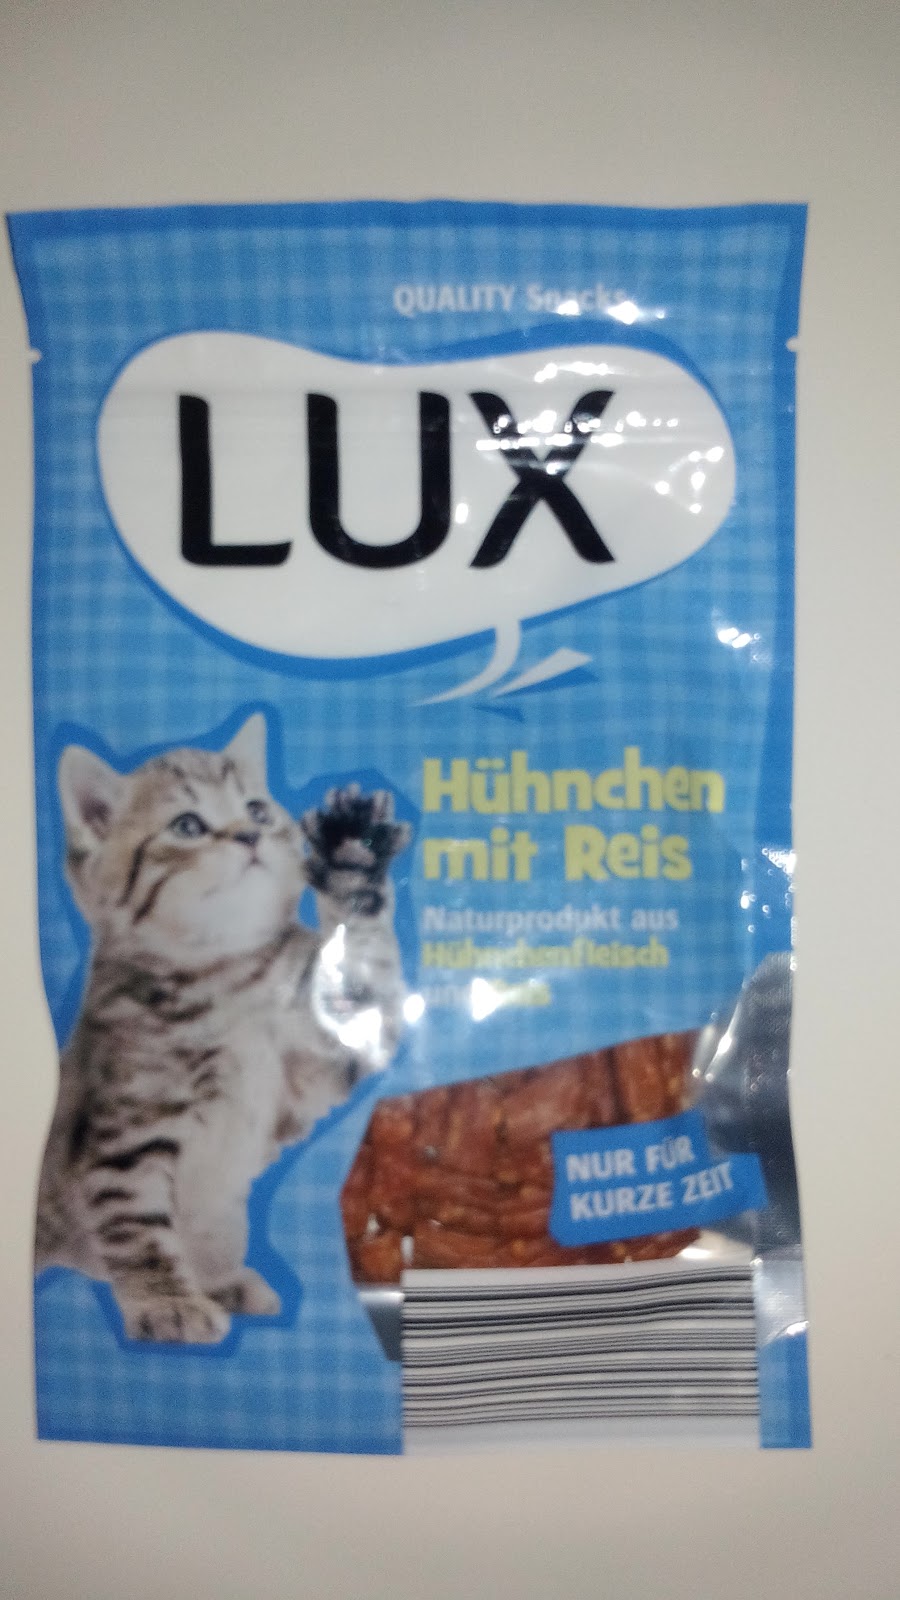 QUALITY Snacks
LUX
Hühnchen
mit Reis
Naturprodukt aus
Hühnchenfleisch
und Reis
NUR FÜR
KURZE ZEIT